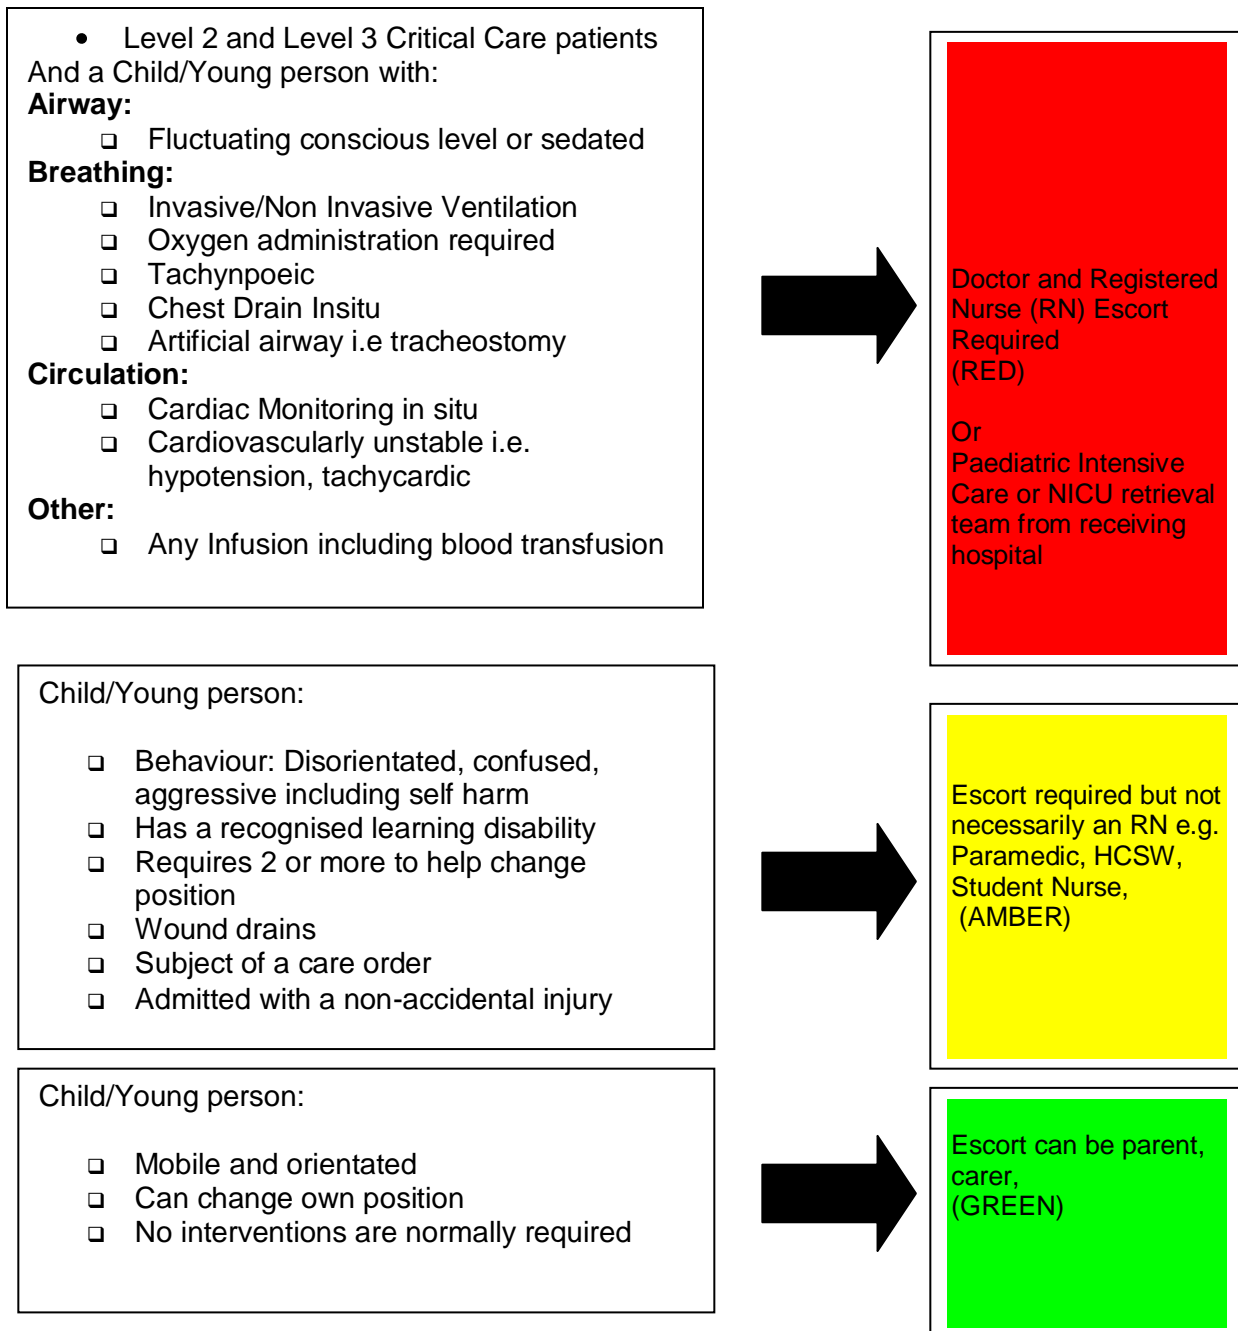 • Level 2 and Level 3 Critical Care patients
And a Child/Young person with:
Airway:
❑ Fluctuating conscious level or sedated
Breathing:
❑ Invasive/Non Invasive Ventilation
❑ Oxygen administration required
❑ Tachynpoeic
❑ Chest Drain Insitu
❑ Artificial airway i.e tracheostomy
Circulation:
❑ Cardiac Monitoring in situ
❑ Cardiovascularly unstable i.e.
hypotension, tachycardic
Other:
❑ Any Infusion including blood transfusion
Doctor and Registered
Nurse (RN) Escort
Required
(RED)
Or
Paediatric Intensive
Care or NICU retrieval
team from receiving
hospital
Child/Young person:
❑ Behaviour: Disorientated, confused,
aggressive including self harm
❑ Has a recognised learning disability
❑ Requires 2 or more to help change
position
❑ Wound drains
❑ Subject of a care order
❑ Admitted with a non-accidental injury
Escort required but not
necessarily an RN e.g.
Paramedic, HCSW,
Student Nurse,
(AMBER)
Child/Young person:
❑ Mobile and orientated
❑ Can change own position
❑ No interventions are normally required
Escort can be parent,
carer,
(GREEN)